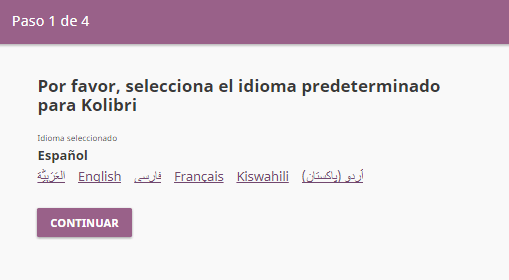 Paso 1 de 4
Por favor, selecciona el idioma predeterminado
para Kolibri
Idioma seleccionado
Español
العَرَبِيَّة English فارسی Français Kiswahili اُردو (پاکستان)
CONTINUAR